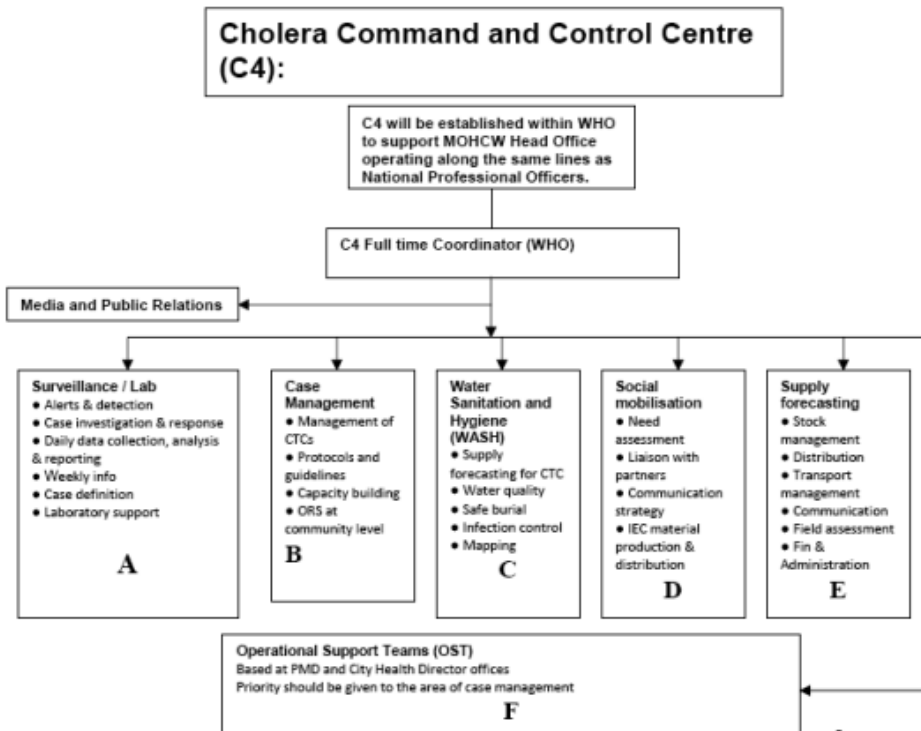 Cholera Command and Control Centre
(C4):
C4 will be established within WHO
to support MOHCW Head Office
operating along the same lines as
National Professional Officers.
C4 Full time Coordinator (WHO)
Media and Public Relations
Surveillance / Lab
● Alerts & detection
● Case investigation & response
● Daily data collection, analysis
& reporting
● Weekly info
● Case definition
● Laboratory support
A
Case
Management
● Management of
CTCs
● Protocols and
guidelines
● Capacity building
● ORS at
community level
B
Water
Sanitation and
Hygiene
(WASH)
● Supply
forecasting for CTC
● Water quality
● Safe burial
● Infection control
● Mapping
C
Social
mobilisation
● Need
assessment
● Liaison with
partners
● Communication
strategy
● IEC material
production &
distribution
D
Supply
forecasting
● Stock
management
● Distribution
● Transport
management
● Communication
● Field assessment
● Fin &
Administration
E
Operational Support Teams (OST)
Based at PMD and City Health Director offices
Priority should be given to the area of case management
F